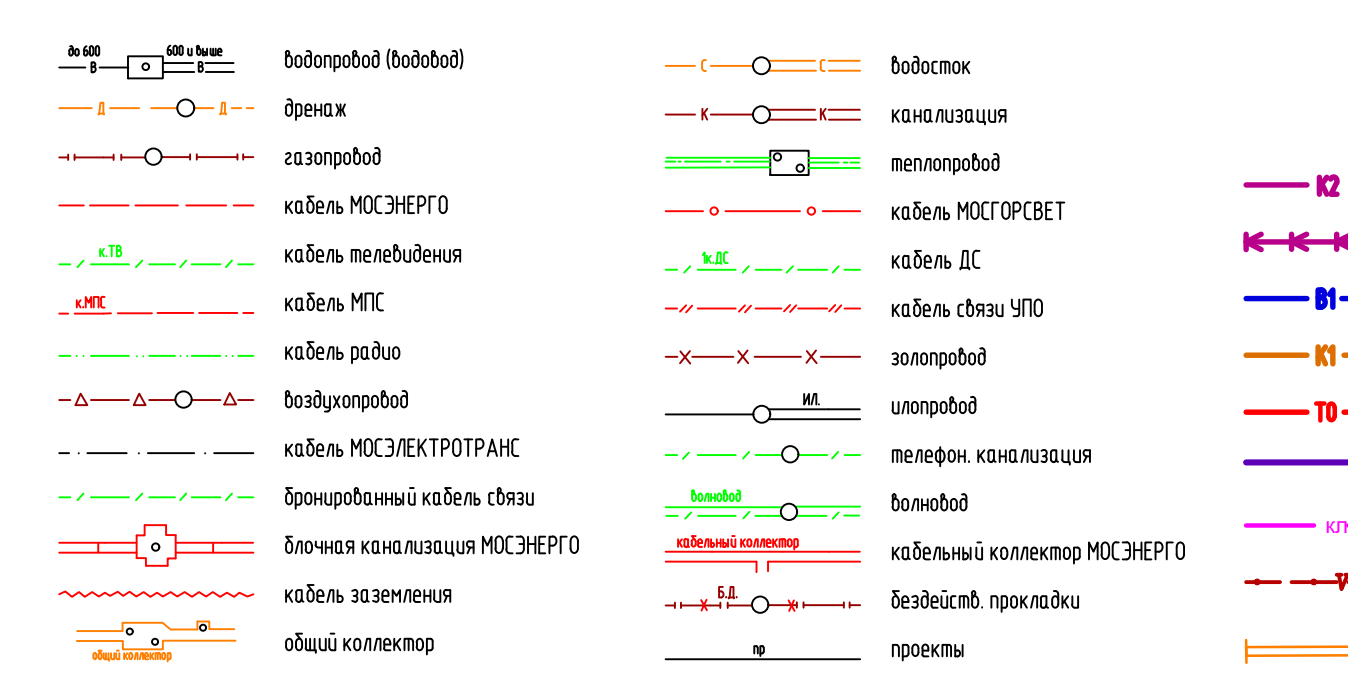 до 600 600 и выше
В В водопровод (водовод)
Д Д дренаж
газопровод
кабель МОСЭНЕРГО
к.ТВ кабель телевидения
к.МПС кабель МПС
кабель радио
воздухопровод
кабель МОСЭЛЕКТРОТРАНС
бронированный кабель связи
блочная канализация МОСЭНЕРГО
кабель заземления
общий коллектор общий коллектор
С С водосток
К К канализация
теплопровод
кабель МОСГОРСВЕТ
1к.ДС кабель ДС
кабель связи УПО
золопровод
ИЛ. илопровод
телефон. канализация
волновод волновод
кабельный коллектор кабельный коллектор МОСЭНЕРГО
Б.Д. бездейств. прокладки
пр проекты
К2
В1
К1
Т0
V